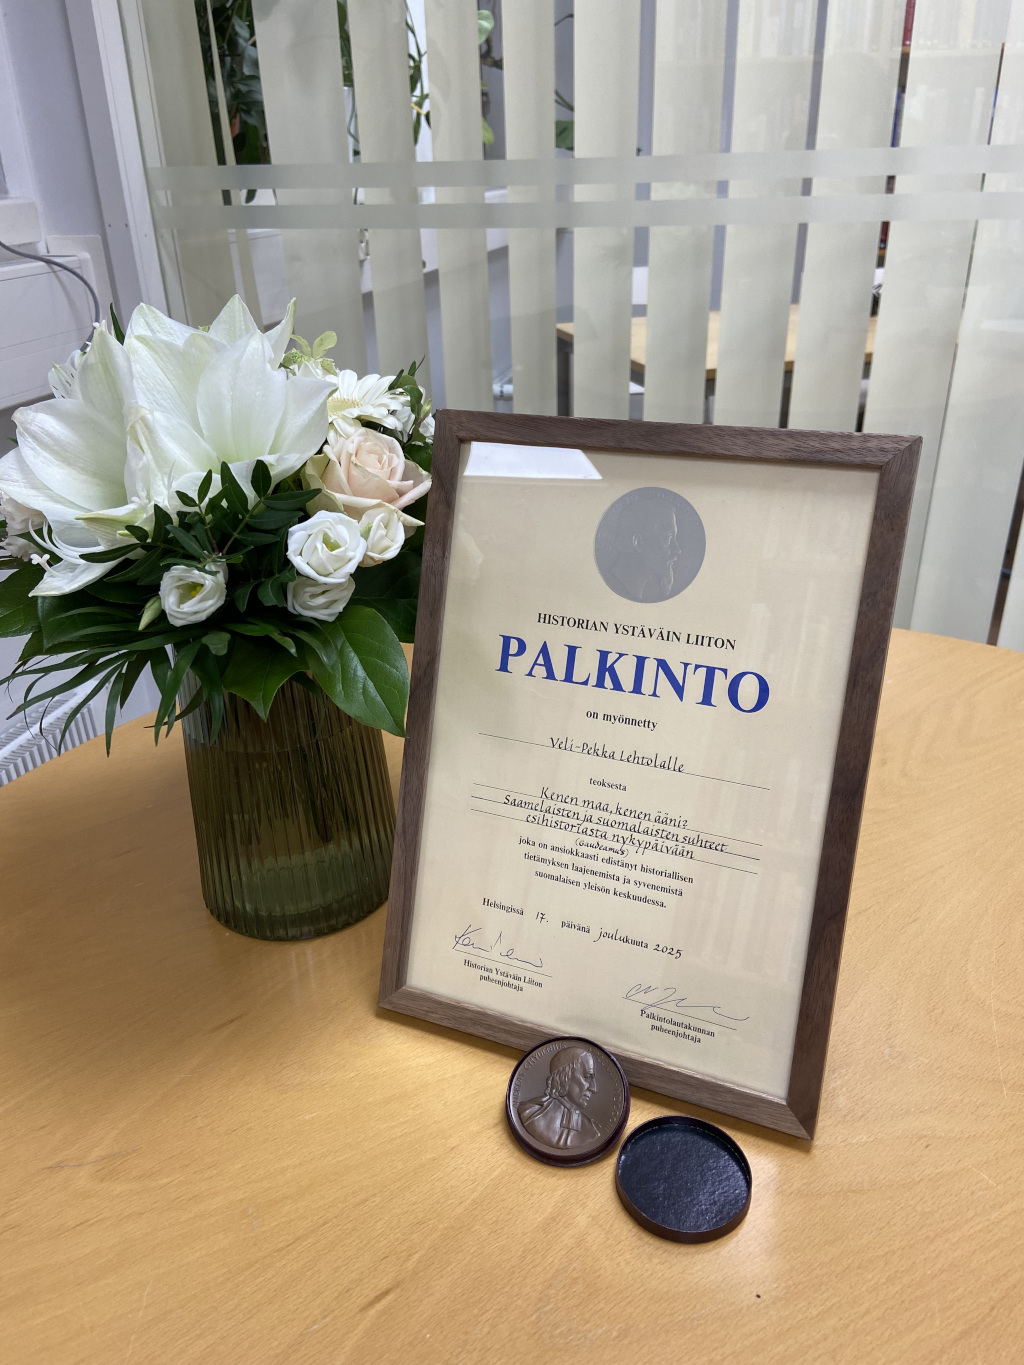 HISTORIAN YSTÄVÄIN LIITON
PALKINTO
on myönnetty
Veli-Pekka Lehtolalle
teoksesta
Kenen maa, kenen ääni?
Saamelaisten ja suomalaisten suhteet
esihistoriasta nykypäivään
(Gaudeamus)
joka on ansiokkaasti edistänyt historiallisen
tietämyksen laajenemista ja syvenemistä
suomalaisen yleisön keskuudessa.
Helsingissä 17. päivänä joulukuuta 2025
Historian Ystäväin Liiton
puheenjohtaja
Palkintolautakunnan
puheenjohtaja